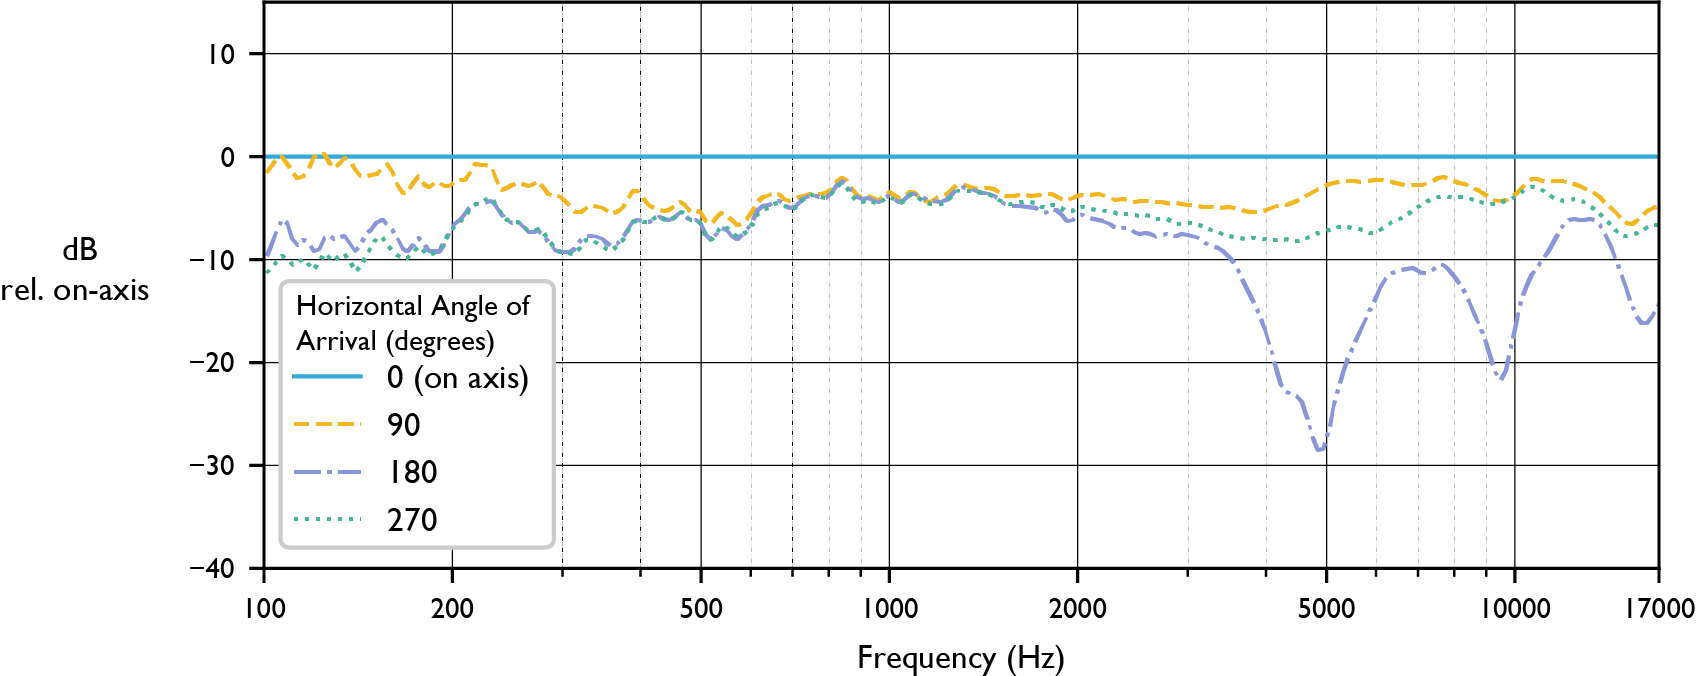 10
0
−10
−20
−30
−40
dB
rel. on-axis
Horizontal Angle of
Arrival (degrees)
0 (on axis)
90
180
270
100 200 500 1000 2000 5000 10000 17000
Frequency (Hz)